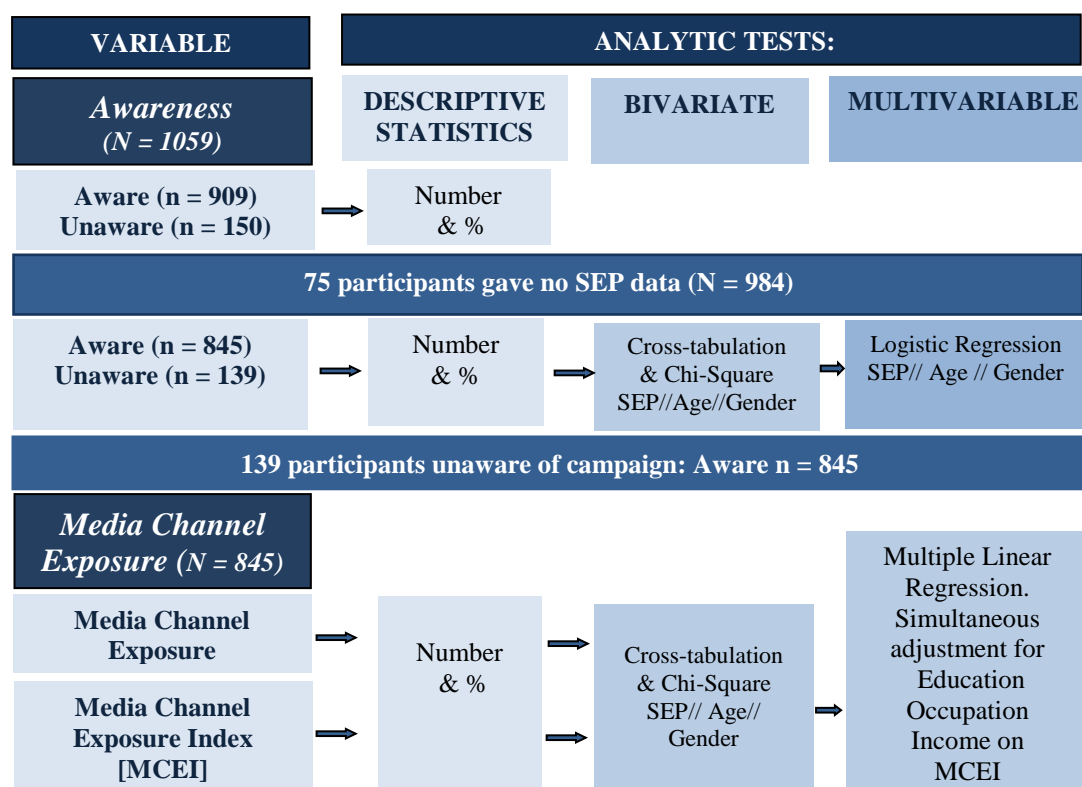 VARIABLE
ANALYTIC TESTS:
Awareness
(N = 1059)
DESCRIPTIVE
STATISTICS
BIVARIATE
MULTIVARIABLE
Aware (n = 909)
Unaware (n = 150)
Number
& %
75 participants gave no SEP data (N = 984)
Aware (n = 845)
Unaware (n = 139)
Number
& %
Cross-tabulation
& Chi-Square
SEP//Age//Gender
Logistic Regression
SEP// Age // Gender
139 participants unaware of campaign: Aware n = 845
Media Channel
Exposure (N = 845)
Media Channel
Exposure
Media Channel
Exposure Index
[MCEI]
Number
& %
Cross-tabulation
& Chi-Square
SEP// Age//
Gender
Multiple Linear
Regression.
Simultaneous
adjustment for
Education
Occupation
Income on
MCEI